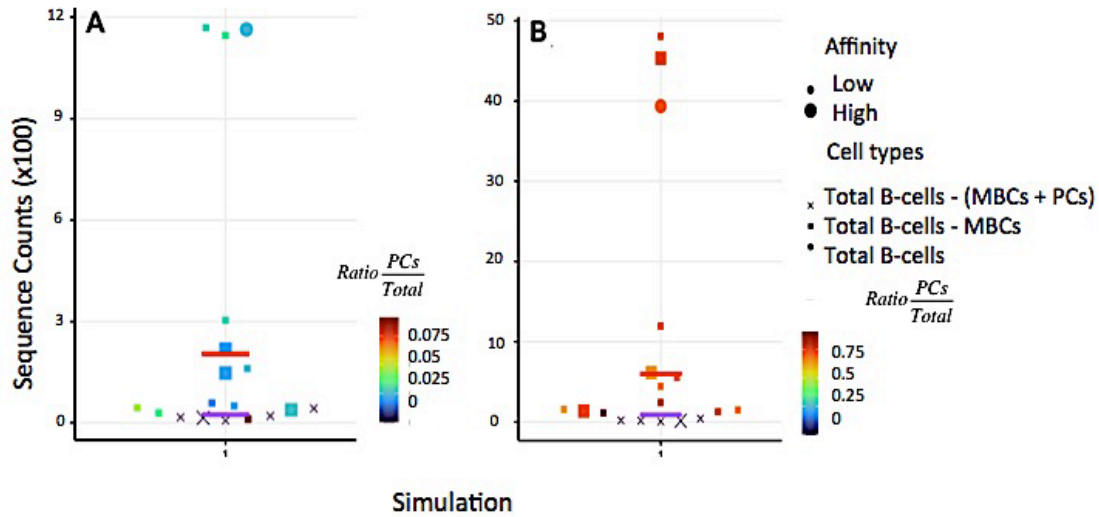 A
B
Sequence Counts (x100)
12
9
6
3
0
1
50
40
30
20
10
0
1
Simulation
Ratio PCs
Total
0.075
0.05
0.025
0
Affinity
Low
High
Cell types
× Total B-cells - (MBCs + PCs)
Total B-cells - MBCs
Total B-cells
Ratio PCs
Total
0.75
0.5
0.25
0